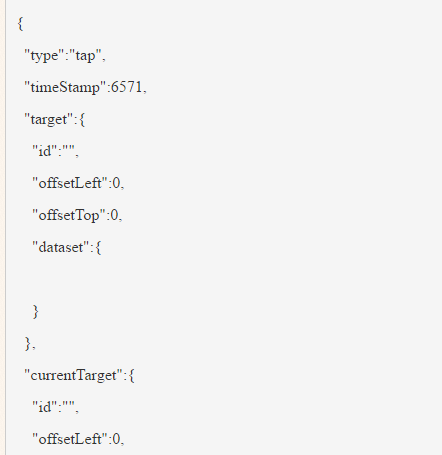 {
"type":"tap",
"timeStamp":6571,
"target":{
"id":"",
"offsetLeft":0,
"offsetTop":0,
"dataset":{
}
},
"currentTarget":{
"id":"",
"offsetLeft":0,